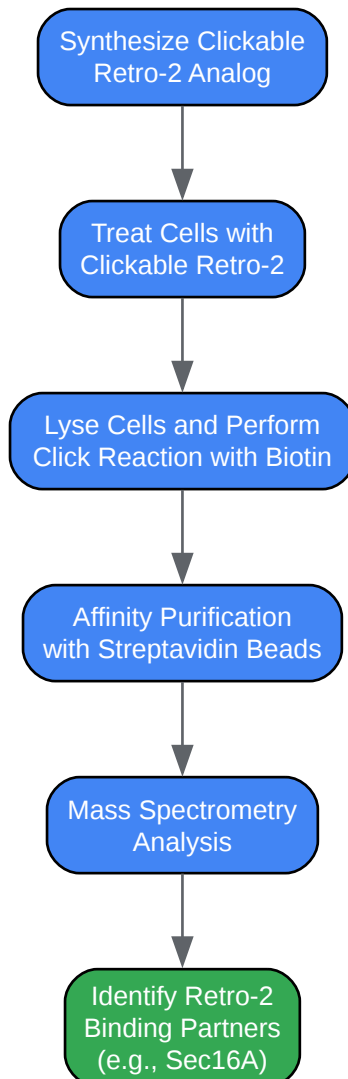 Synthesize Clickable
Retro-2 Analog
Treat Cells with
Clickable Retro-2
Lyse Cells and Perform
Click Reaction with Biotin
Affinity Purification
with Streptavidin Beads
Mass Spectrometry
Analysis
Identify Retro-2
Binding Partners
(e.g., Sec16A)